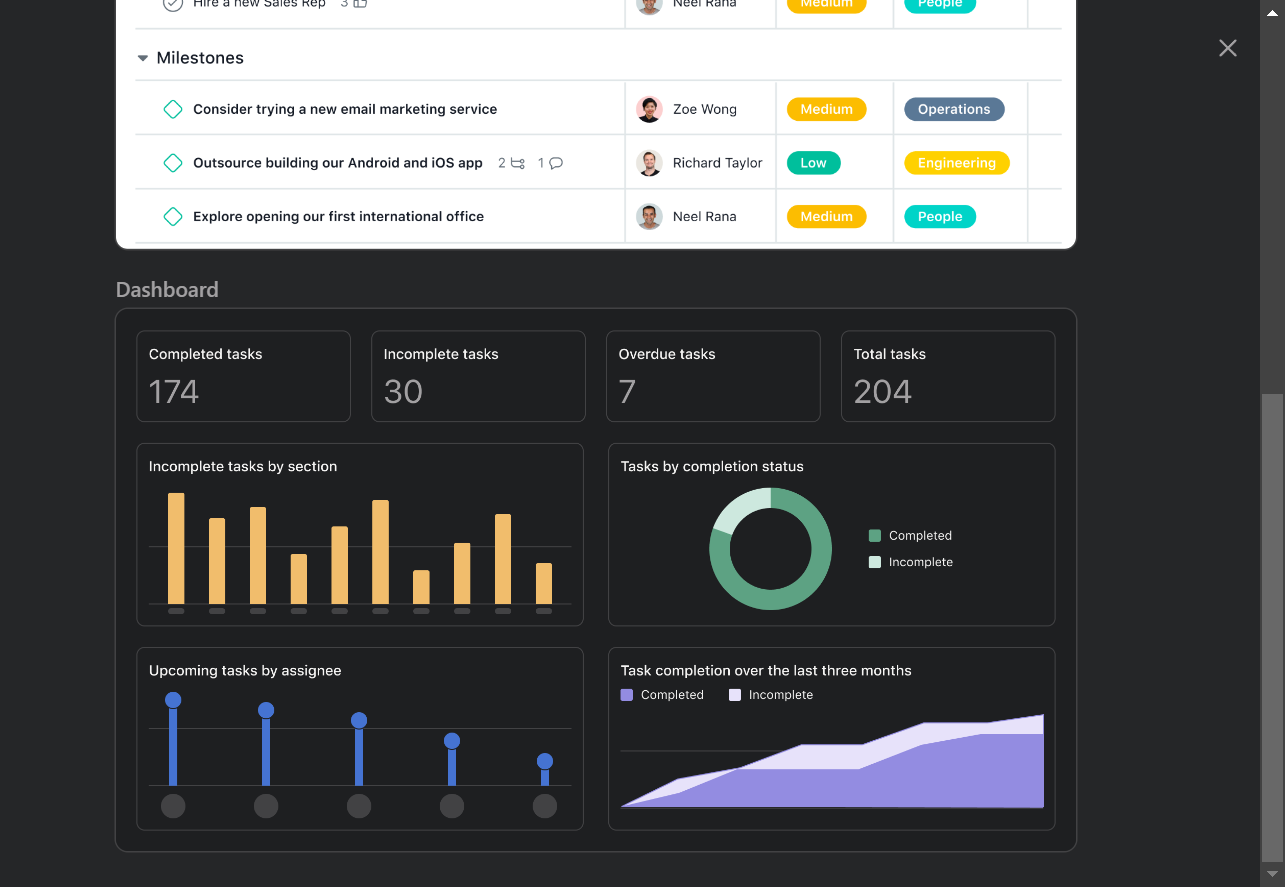 Hire a new Sales Rep 3 Neel Rana Medium People
Milestones
Consider trying a new email marketing service Zoe Wong Medium Operations
Outsource building our Android and iOS app 2 1 Richard Taylor Low Engineering
Explore opening our first international office Neel Rana Medium People
Dashboard
Completed tasks Incomplete tasks Overdue tasks Total tasks
174 30 7 204
Incomplete tasks by section
Tasks by completion status
Completed
Incomplete
Upcoming tasks by assignee
Task completion over the last three months
Completed Incomplete